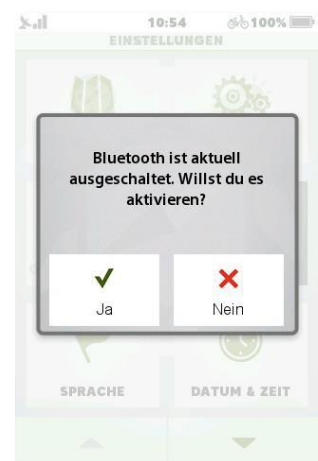 10:54 100%
EINSTELLUNGEN
Bluetooth ist aktuell
ausgeschaltet. Willst du es
aktivieren?
Ja Nein
SPRACHE DATUM & ZEIT